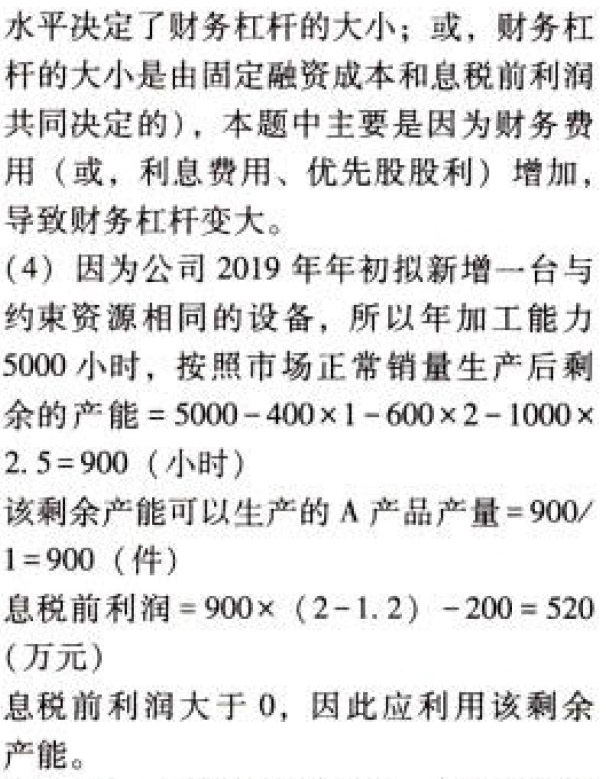 水平决定了财务杠杆的大小；或，财务杠
杆的大小是由固定融资成本和息税前利润
共同决定的），本题中主要是因为财务费
用（或，利息费用、优先股股利）增加，
导致财务杠杆变大。
(4) 因为公司 2019 年年初拟新增一台与
约束资源相同的设备，所以年加工能力
5000 小时，按照市场正常销量生产后剩
余的产能 = 5000-400×1-600×2-1000×
2.5=900（小时）
该剩余产能可以生产的 A 产品产量=900/
1=900（件）
息税前利润=900×（2-1.2）-200=520
(万元)
息税前利润大于 0，因此应利用该剩余
产能。